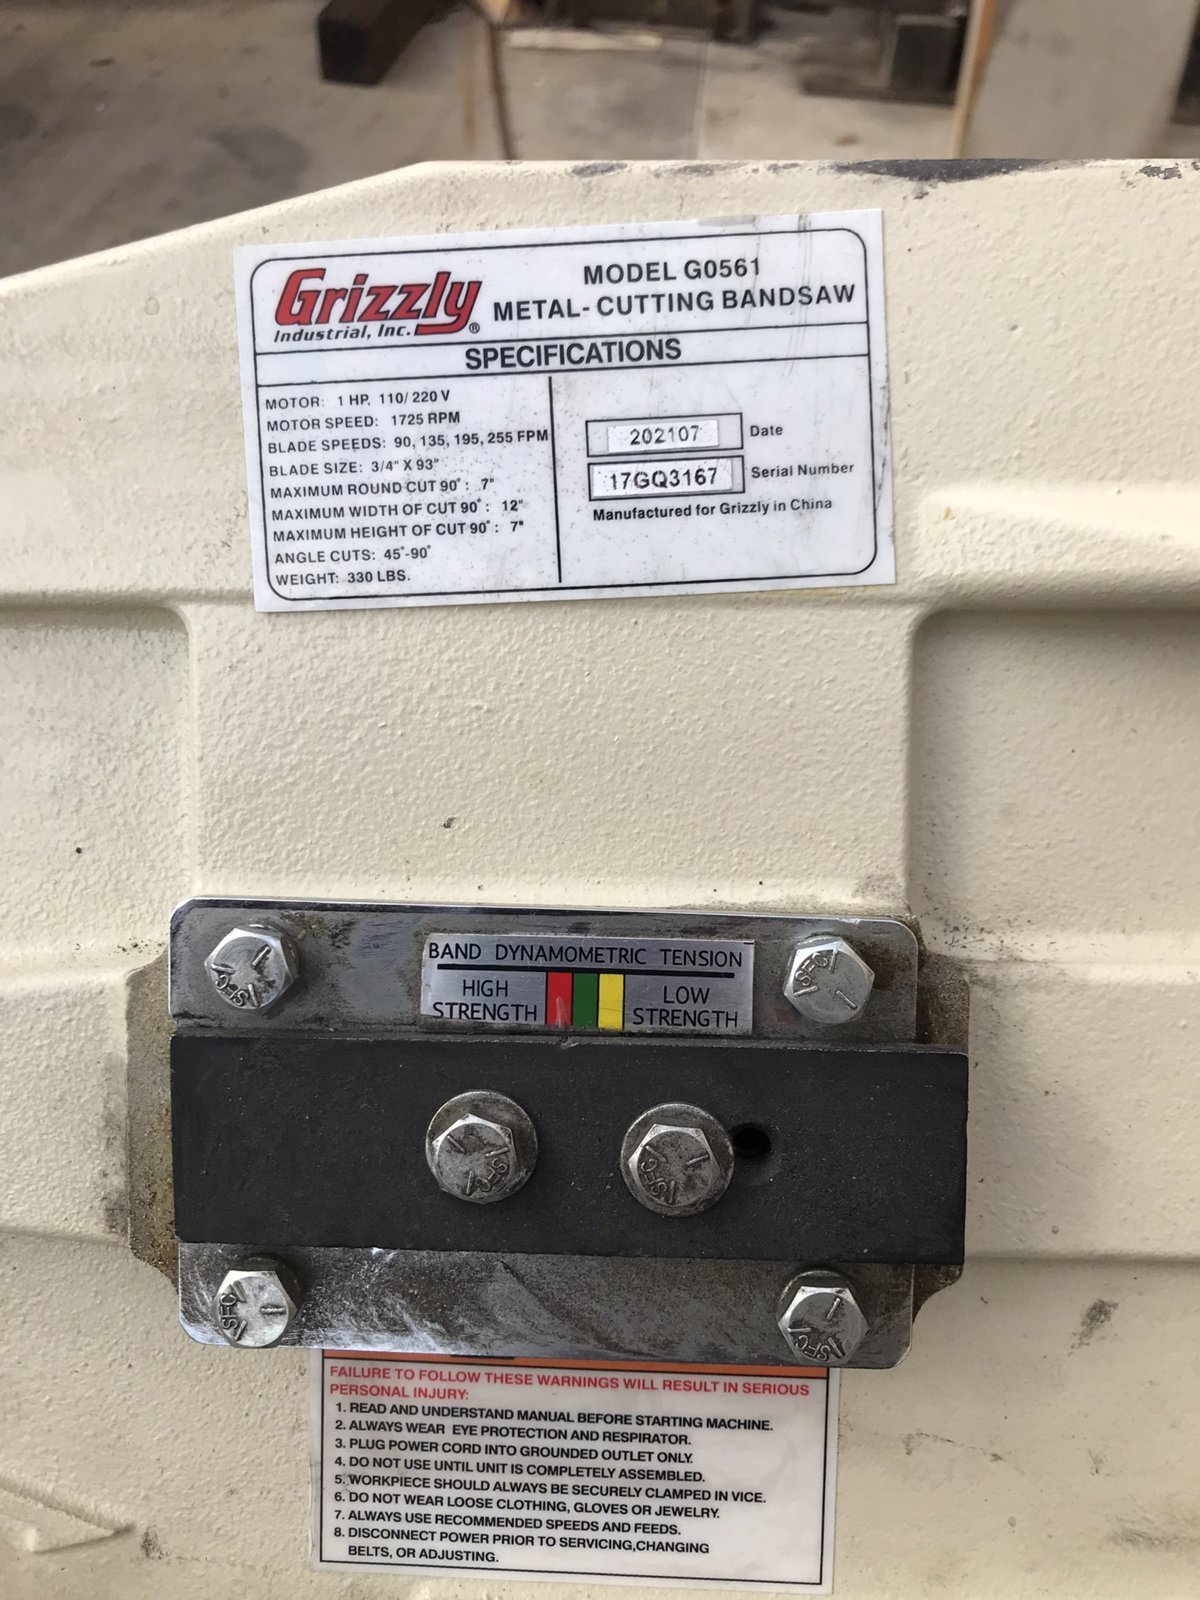 Grizzly ®
Industrial, Inc.
MODEL G0561
METAL- CUTTING BANDSAW
SPECIFICATIONS
MOTOR: 1 HP, 110/ 220 V
MOTOR SPEED: 1725 RPM
BLADE SPEEDS: 90, 135, 195, 255 FPM
BLADE SIZE: 3/4" X 93"
MAXIMUM ROUND CUT 90°: 7"
MAXIMUM WIDTH OF CUT 90°: 12"
MAXIMUM HEIGHT OF CUT 90°: 7"
ANGLE CUTS: 45°-90°
WEIGHT: 330 LBS.
202107 Date
17GQ3167 Serial Number
Manufactured for Grizzly in China
SFC
SFC
BAND DYNAMOMETRIC TENSION
HIGH
STRENGTH
LOW
STRENGTH
SFC
SFC
SFC
SFC
FAILURE TO FOLLOW THESE WARNINGS WILL RESULT IN SERIOUS
PERSONAL INJURY:
1. READ AND UNDERSTAND MANUAL BEFORE STARTING MACHINE.
2. ALWAYS WEAR EYE PROTECTION AND RESPIRATOR.
3. PLUG POWER CORD INTO GROUNDED OUTLET ONLY.
4. DO NOT USE UNTIL UNIT IS COMPLETELY ASSEMBLED.
5. WORKPIECE SHOULD ALWAYS BE SECURELY CLAMPED IN VICE.
6. DO NOT WEAR LOOSE CLOTHING, GLOVES OR JEWELRY.
7. ALWAYS USE RECOMMENDED SPEEDS AND FEEDS.
8. DISCONNECT POWER PRIOR TO SERVICING,CHANGING
BELTS, OR ADJUSTING.